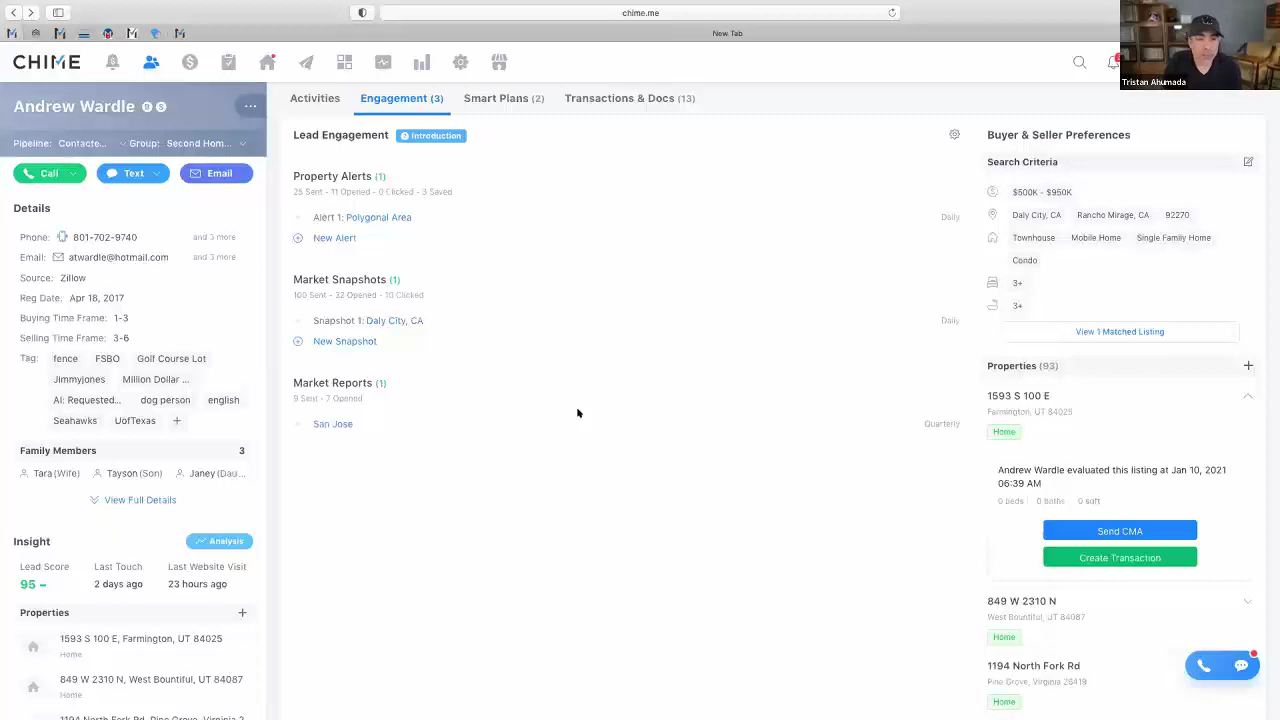 chime.me
New Tab
CHIME
Tristan Ahumada
Andrew Wardle B S
Pipeline: Contacte... Group: Second Hom...
Call
Text
Email
Details
Phone: 801-702-9740 and 3 more
Email: atwardle@hotmail.com and 3 more
Source: Zillow
Reg Date: Apr 18, 2017
Buying Time Frame: 1-3
Selling Time Frame: 3-6
Tag: fence FSBO Golf Course Lot
Jimmyjones Million Dollar ...
AI: Requested... dog person english
Seahawks UofTexas +
Family Members 3
Tara (Wife) Tayson (Son) Janey (Dau...
View Full Details
Insight
Analysis
Lead Score Last Touch Last Website Visit
95 – 2 days ago 23 hours ago
Properties +
1593 S 100 E, Farmington, UT 84025
Home
849 W 2310 N, West Bountiful, UT 84087
Home
1194 North Fork Rd, Pine Grove, Virginia 2
Activities
Engagement (3)
Smart Plans (2)
Transactions & Docs (13)
Lead Engagement
Introduction
Property Alerts (1)
25 Sent - 11 Opened - 0 Clicked - 3 Saved
Alert 1: Polygonal Area Daily
New Alert
Market Snapshots (1)
100 Sent - 32 Opened - 10 Clicked
Snapshot 1: Daly City, CA Daily
New Snapshot
Market Reports (1)
9 Sent - 7 Opened
San Jose Quarterly
Buyer & Seller Preferences
Search Criteria
$500K - $950K
Daly City, CA Rancho Mirage, CA 92270
Townhouse Mobile Home Single Family Home
Condo
3+
3+
View 1 Matched Listing
Properties (93) +
1593 S 100 E
Farmington, UT 84025
Home
Andrew Wardle evaluated this listing at Jan 10, 2021
06:39 AM
0 beds 0 baths 0 sqft
Send CMA
Create Transaction
849 W 2310 N
West Bountiful, UT 84087
Home
1194 North Fork Rd
Pine Grove, Virginia 26419
Home